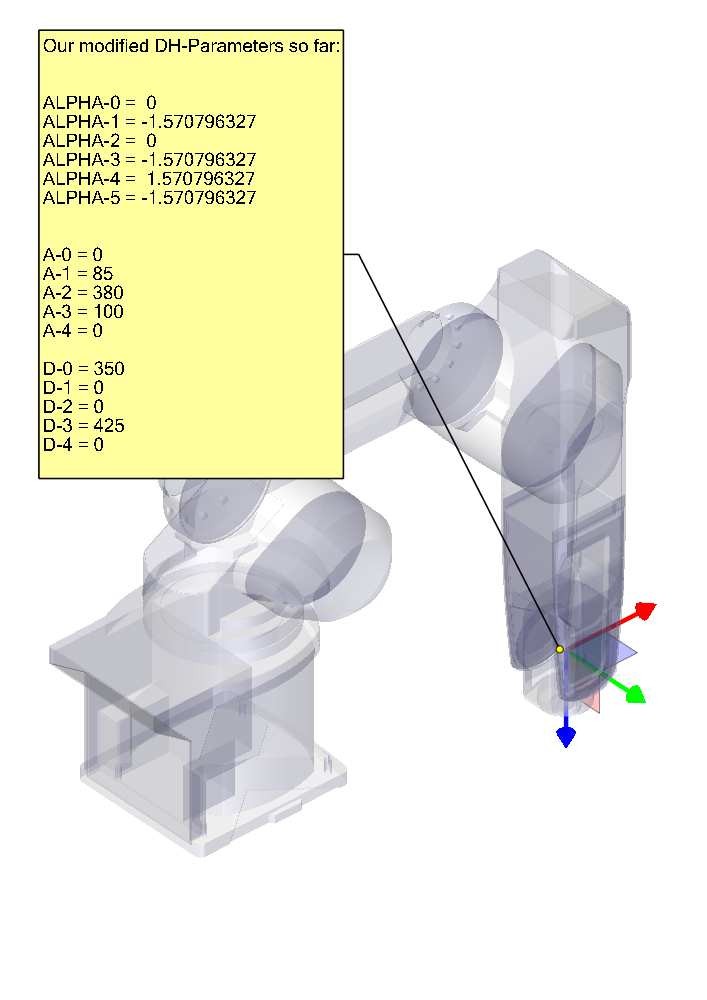 Our modified DH-Parameters so far:
ALPHA-0 =  0
ALPHA-1 = -1.570796327
ALPHA-2 =  0
ALPHA-3 = -1.570796327
ALPHA-4 =  1.570796327
ALPHA-5 = -1.570796327
A-0 = 0
A-1 = 85
A-2 = 380
A-3 = 100
A-4 = 0
D-0 = 350
D-1 = 0
D-2 = 0
D-3 = 425
D-4 = 0